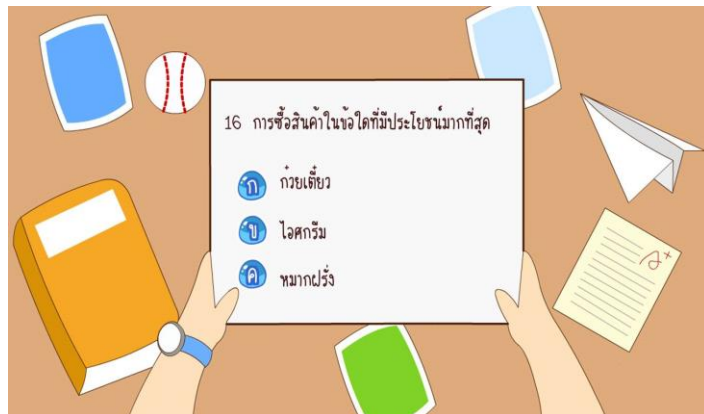 16 การซื้อสินค้าในข้อใดที่มีประโยชน์มากที่สุด
ก ก๋วยเตี๋ยว
ข ไอศกรีม
ค หมากฝรั่ง
A+